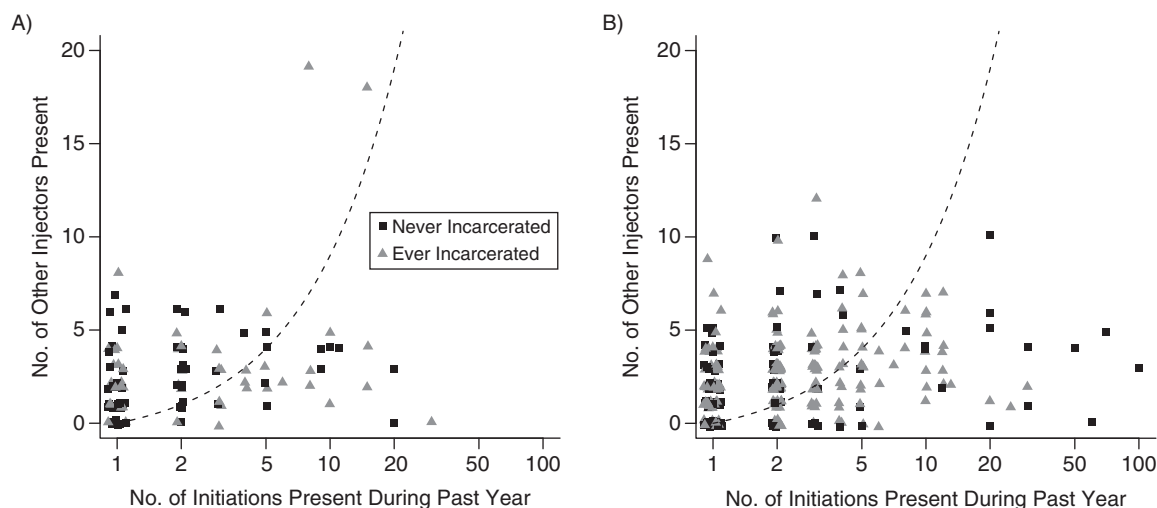 A)
20
15
10
5
0
No. of Other Injectors Present
Never Incarcerated
Ever Incarcerated
1 2 5 10 20 50 100
No. of Initiations Present During Past Year
B)
20
15
10
5
0
No. of Other Injectors Present
1 2 5 10 20 50 100
No. of Initiations Present During Past Year